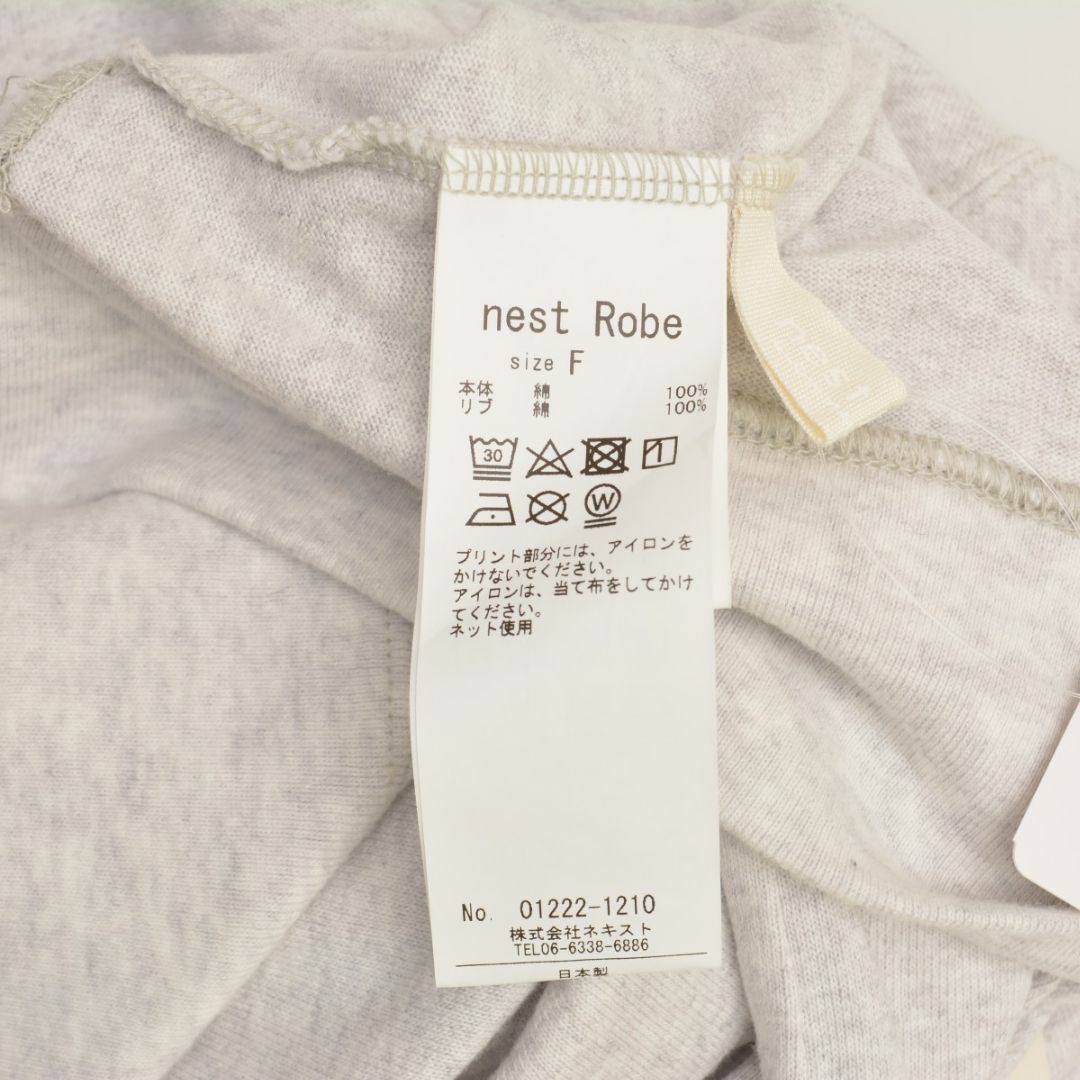 nest Robe
size F
本体 綿 100%
リブ 綿 100%
30
W
プリント部分には、アイロンを
かけないでください。
アイロンは、当て布をしてかけ
てください。
ネット使用
No. 01222-1210
株式会社ネキスト
TEL06-6338-6886
日本製